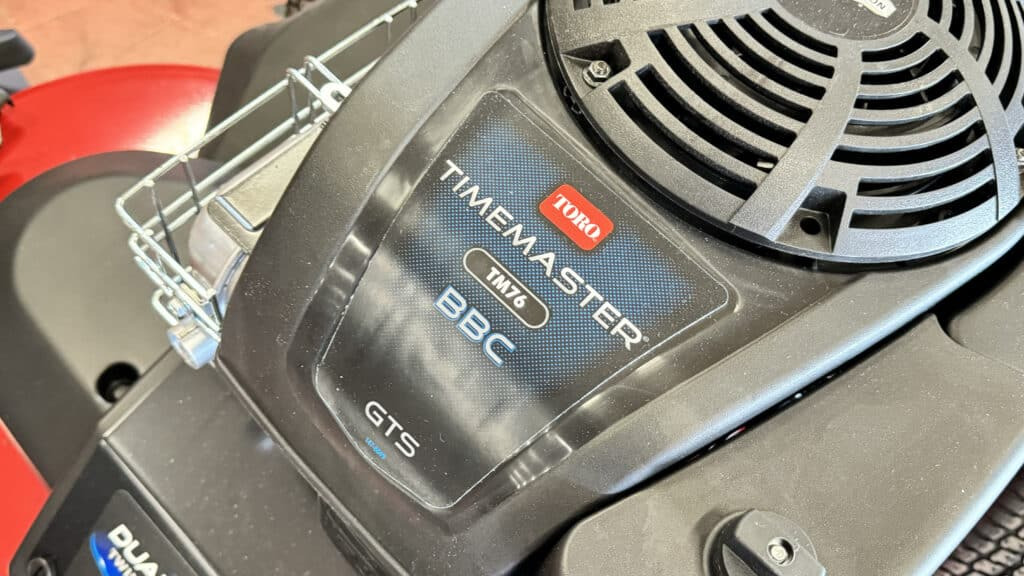 TORO
TIMEMASTER®
TM76
BBC
GTS
DUAL